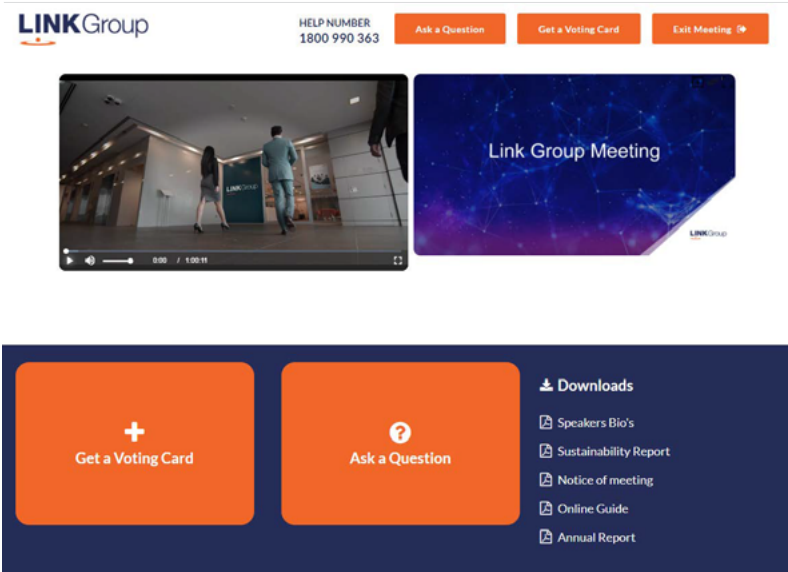 LINKGroup
HELP NUMBER
1800 990 363
Ask a Question
Get a Voting Card
Exit Meeting
LINKGroup
0:00 / 1:00:11
Link Group Meeting
LINKGroup
Get a Voting Card
Ask a Question
Downloads
Speakers Bio's
Sustainability Report
Notice of meeting
Online Guide
Annual Report